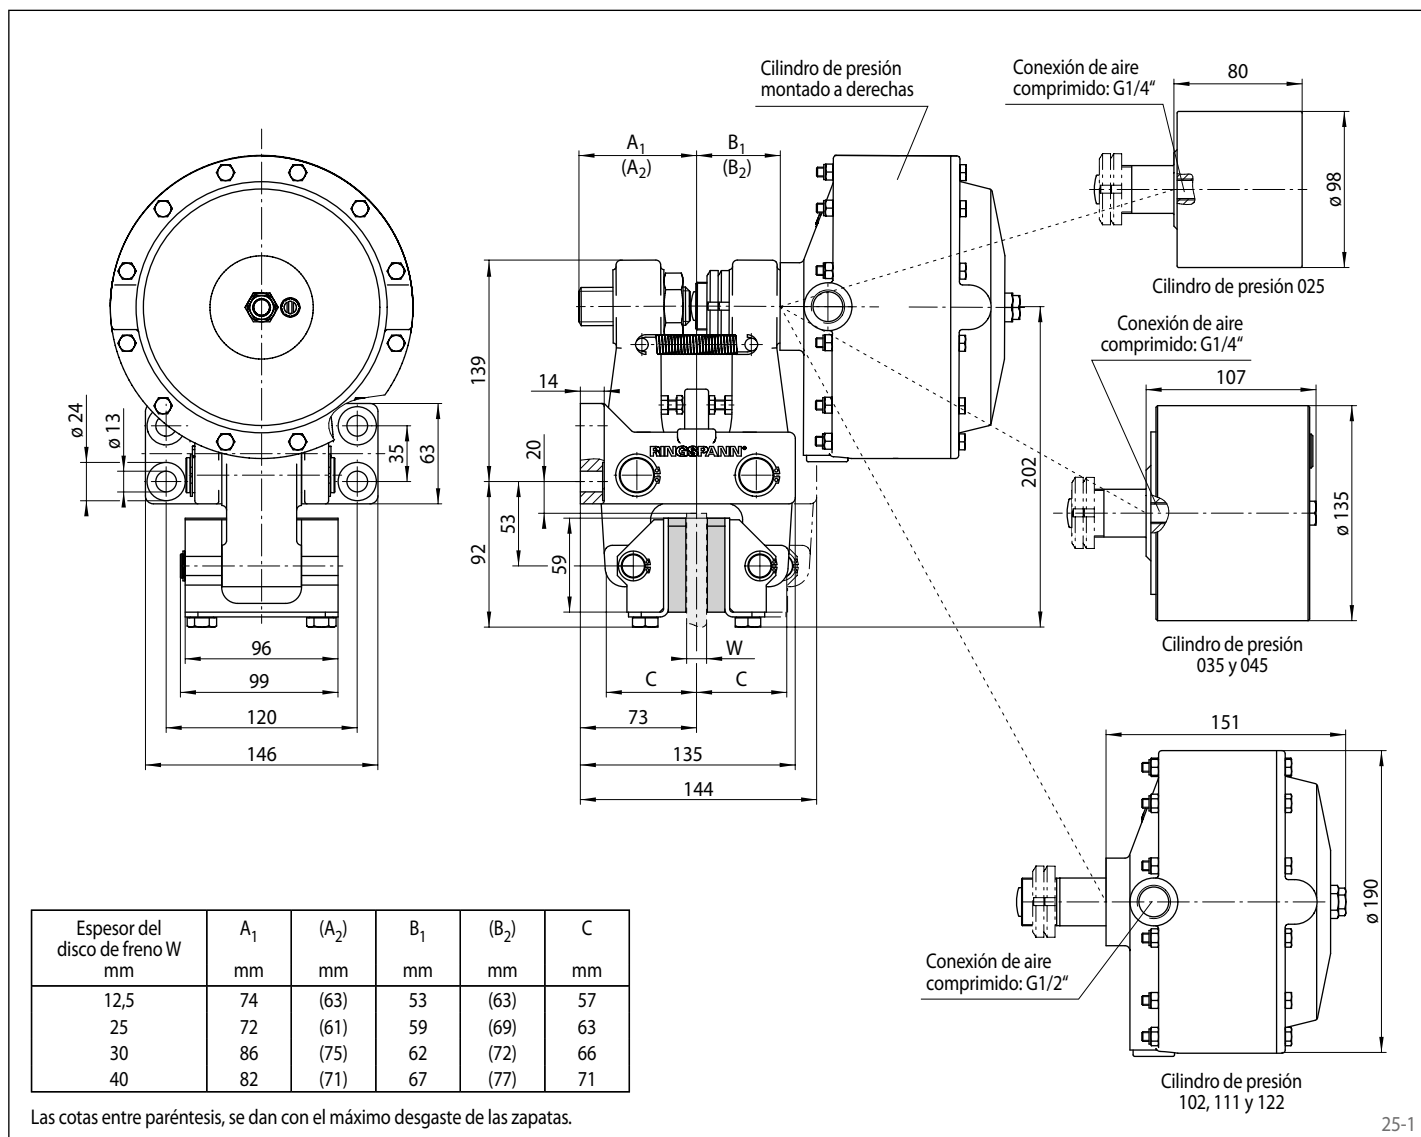 Cilindro de presión
montado a derechas
Conexión de aire
comprimido: G1/4“
80
ø 98
Cilindro de presión 025
A1
(A2)
B1
(B2)
Conexión de aire
comprimido: G1/4“
107
ø 135
Cilindro de presión
035 y 045
ø 24
ø 13
35
63
96
99
120
146
139
14
20
RINGSPANN®
53
92
59
202
W
C
C
73
135
144
151
ø 190
Conexión de aire
comprimido: G1/2“
Cilindro de presión
102, 111 y 122
Espesor del A1 (A2) B1 (B2) C
disco de freno W
mm mm mm mm mm mm
12,5 74 (63) 53 (63) 57
25 72 (61) 59 (69) 63
30 86 (75) 62 (72) 66
40 82 (71) 67 (77) 71
Las cotas entre paréntesis, se dan con el máximo desgaste de las zapatas.
25-1